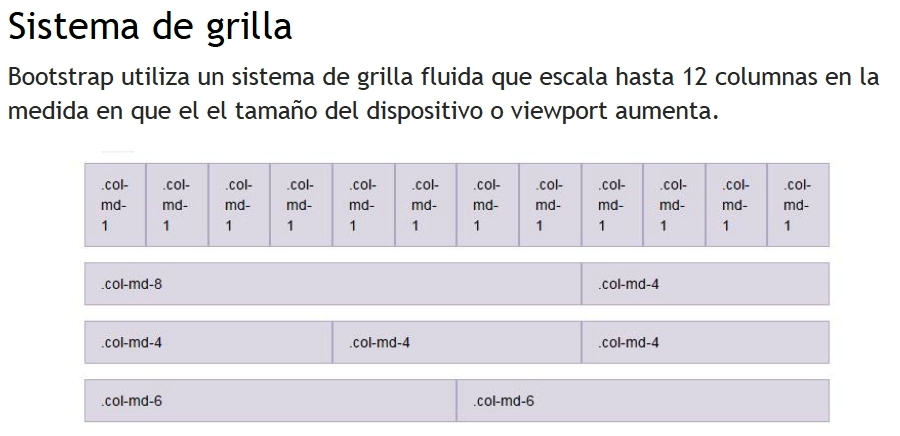 Sistema de grilla
Bootstrap utiliza un sistema de grilla fluida que escala hasta 12 columnas en la
medida en que el el tamaño del dispositivo o viewport aumenta.
.col- .col- .col- .col- .col- .col- .col- .col- .col- .col- .col- .col-
md- md- md- md- md- md- md- md- md- md- md- md-
1 1 1 1 1 1 1 1 1 1 1 1
.col-md-8 .col-md-4
.col-md-4 .col-md-4 .col-md-4
.col-md-6 .col-md-6